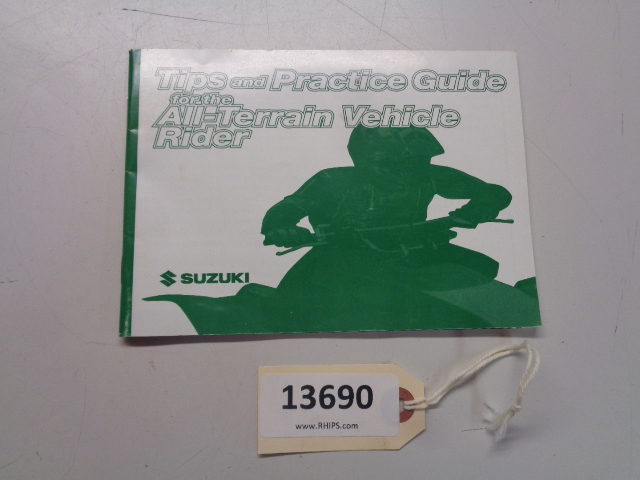 Tips and Practice Guide
for the
All-Terrain Vehicle
Rider
SUZUKI
13690
www.RHIPS.com